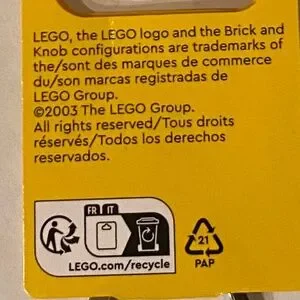 LEGO, the LEGO logo and the Brick and
Knob configurations are trademarks of
the/sont des marques de commerce
du/son marcas registradas de
LEGO Group.
©2003 The LEGO Group.
All rights reserved/Tous droits
réservés/Todos los derechos
reservados.
FR IT
LEGO.com/recycle
21
PAP